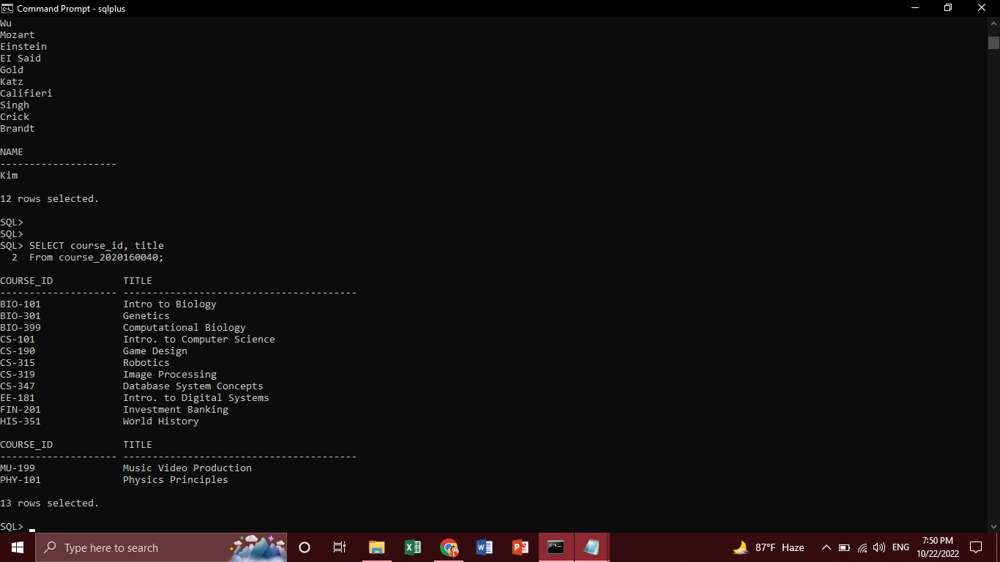 Command Prompt - sqlplus
Wu
Mozart
Einstein
EI Said
Gold
Katz
Califieri
Singh
Crick
Brandt
NAME
--------------------
Kim
12 rows selected.
SQL>
SQL>
SQL> SELECT course_id, title
2 From course_2020160040;
COURSE_ID TITLE
-------------------- ----------------------------------------
BIO-101 Intro to Biology
BIO-301 Genetics
BIO-399 Computational Biology
CS-101 Intro. to Computer Science
CS-190 Game Design
CS-315 Robotics
CS-319 Image Processing
CS-347 Database System Concepts
EE-181 Intro. to Digital Systems
FIN-201 Investment Banking
HIS-351 World History
COURSE_ID TITLE
-------------------- ----------------------------------------
MU-199 Music Video Production
PHY-101 Physics Principles
13 rows selected.
SQL>
Type here to search
87°F Haze
ENG
7:50 PM
10/22/2022